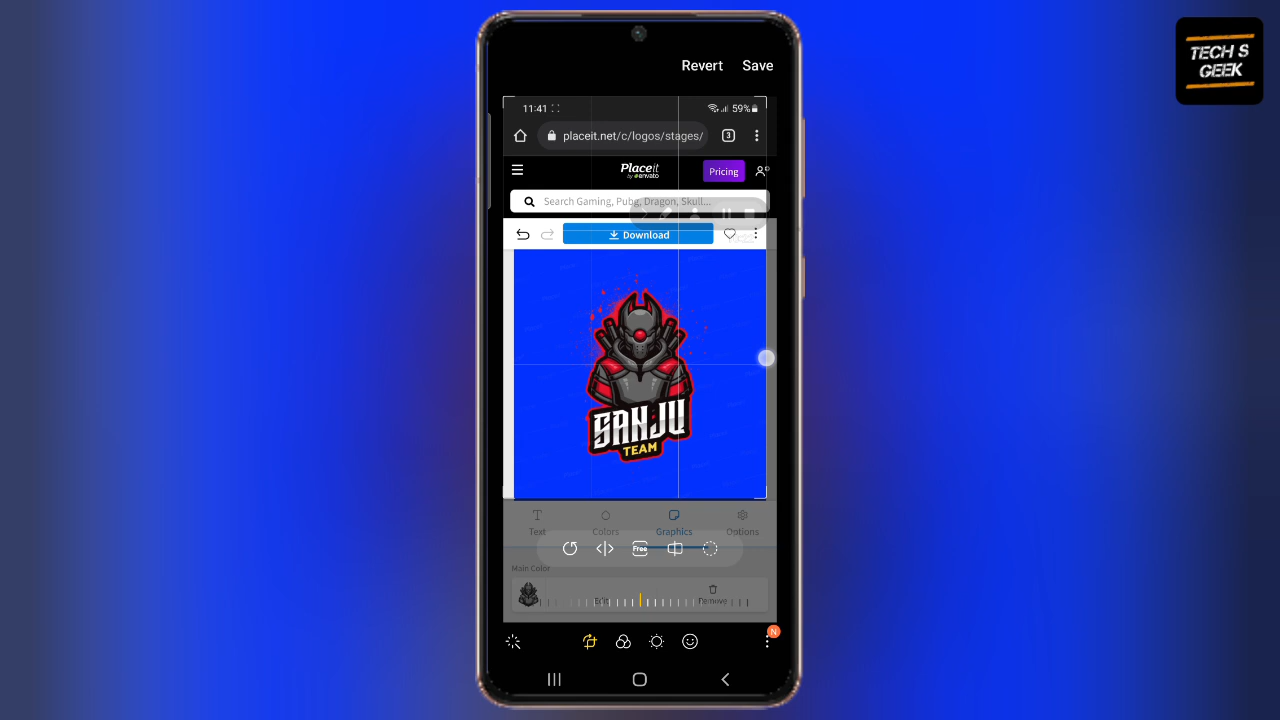 TECH S
GEEK
Revert Save
11:41 59%
placeit.net/c/logos/stages/ 3
Placeit
by envato
Pricing
Search Gaming, Pubg, Dragon, Skull...
Download
SANJU
TEAM
Text Colors Graphics Options
Free
Main Color
Edit Remove
N